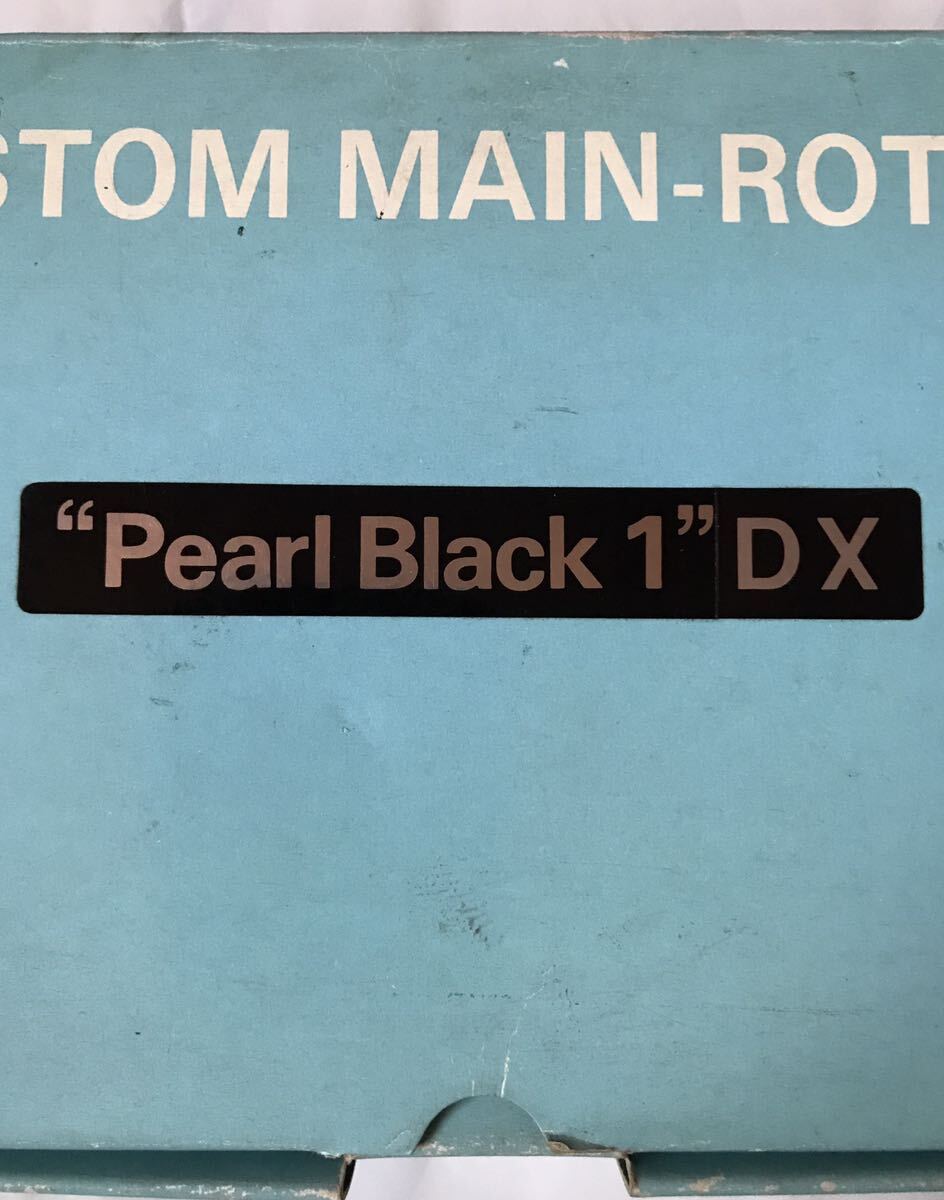 STOM MAIN-ROT
“Pearl Black 1” DX